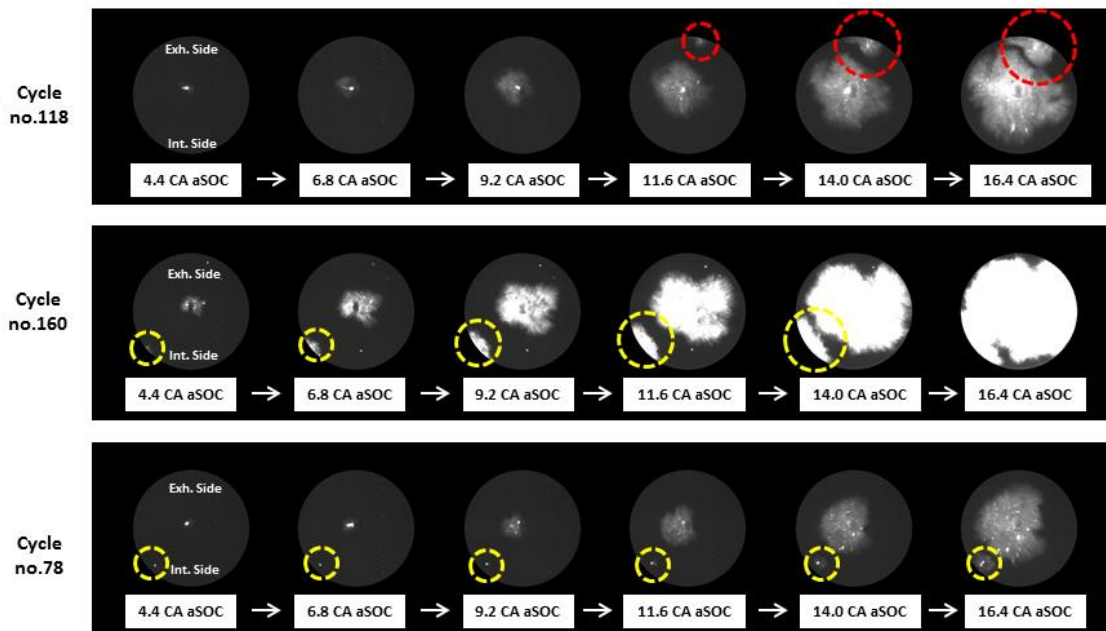 Cycle
no.118
Exh. Side
Int. Side
4.4 CA aSOC
6.8 CA aSOC
9.2 CA aSOC
11.6 CA aSOC
14.0 CA aSOC
16.4 CA aSOC
Cycle
no.160
Exh. Side
Int. Side
4.4 CA aSOC
6.8 CA aSOC
9.2 CA aSOC
11.6 CA aSOC
14.0 CA aSOC
16.4 CA aSOC
Cycle
no.78
Exh. Side
Int. Side
4.4 CA aSOC
6.8 CA aSOC
9.2 CA aSOC
11.6 CA aSOC
14.0 CA aSOC
16.4 CA aSOC